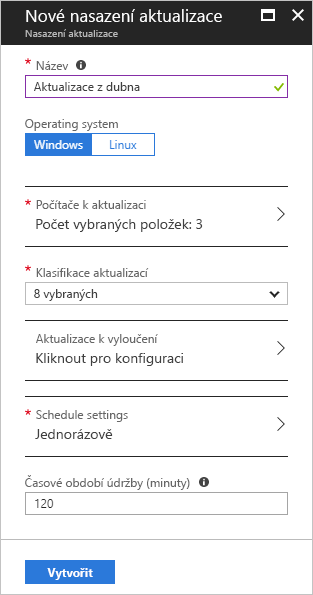 Nové nasazení aktualizace
Nasazení aktualizace
* Název
Aktualizace z dubna
Operating system
Windows Linux
* Počítače k aktualizaci
Počet vybraných položek: 3
* Klasifikace aktualizací
8 vybraných
Aktualizace k vyloučení
Kliknout pro konfiguraci
* Schedule settings
Jednorázově
Časové období údržby (minuty)
120
Vytvořit